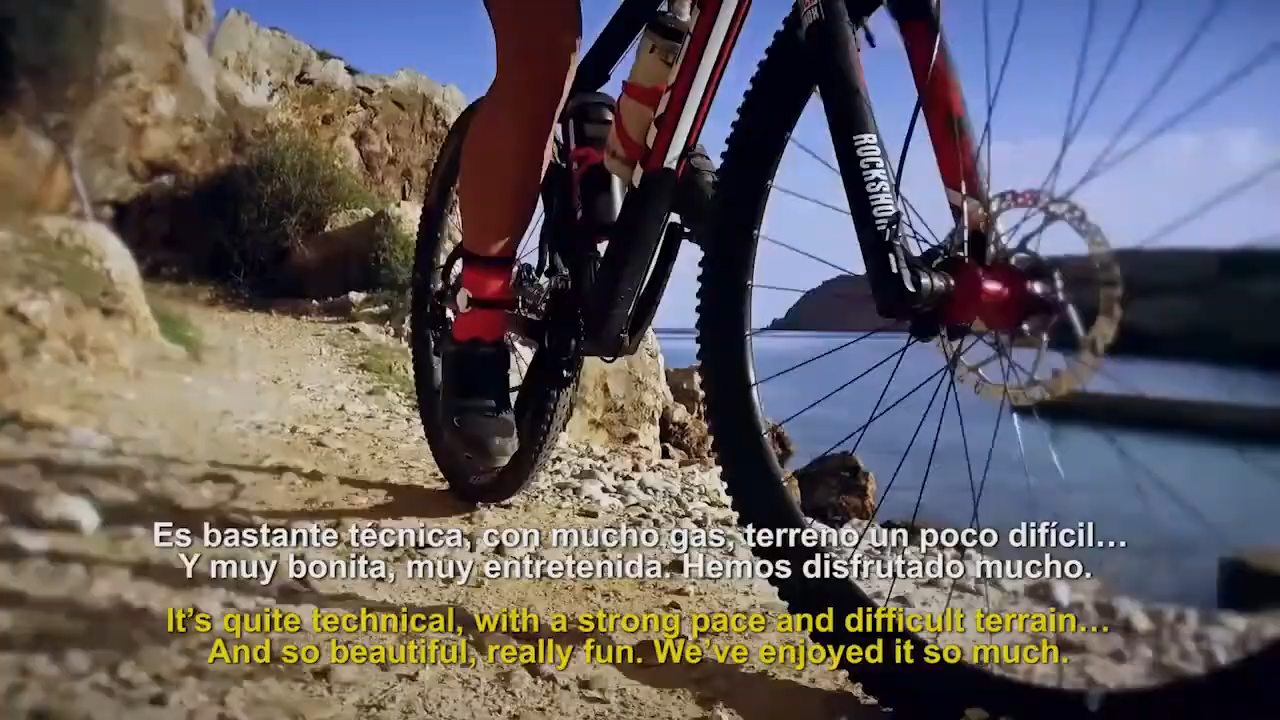 ROCKSHOX
Es bastante técnica, con mucho gas, terreno un poco difícil…
Y muy bonita, muy entretenida. Hemos disfrutado mucho.
It’s quite technical, with a strong pace and difficult terrain…
And so beautiful, really fun. We’ve enjoyed it so much.